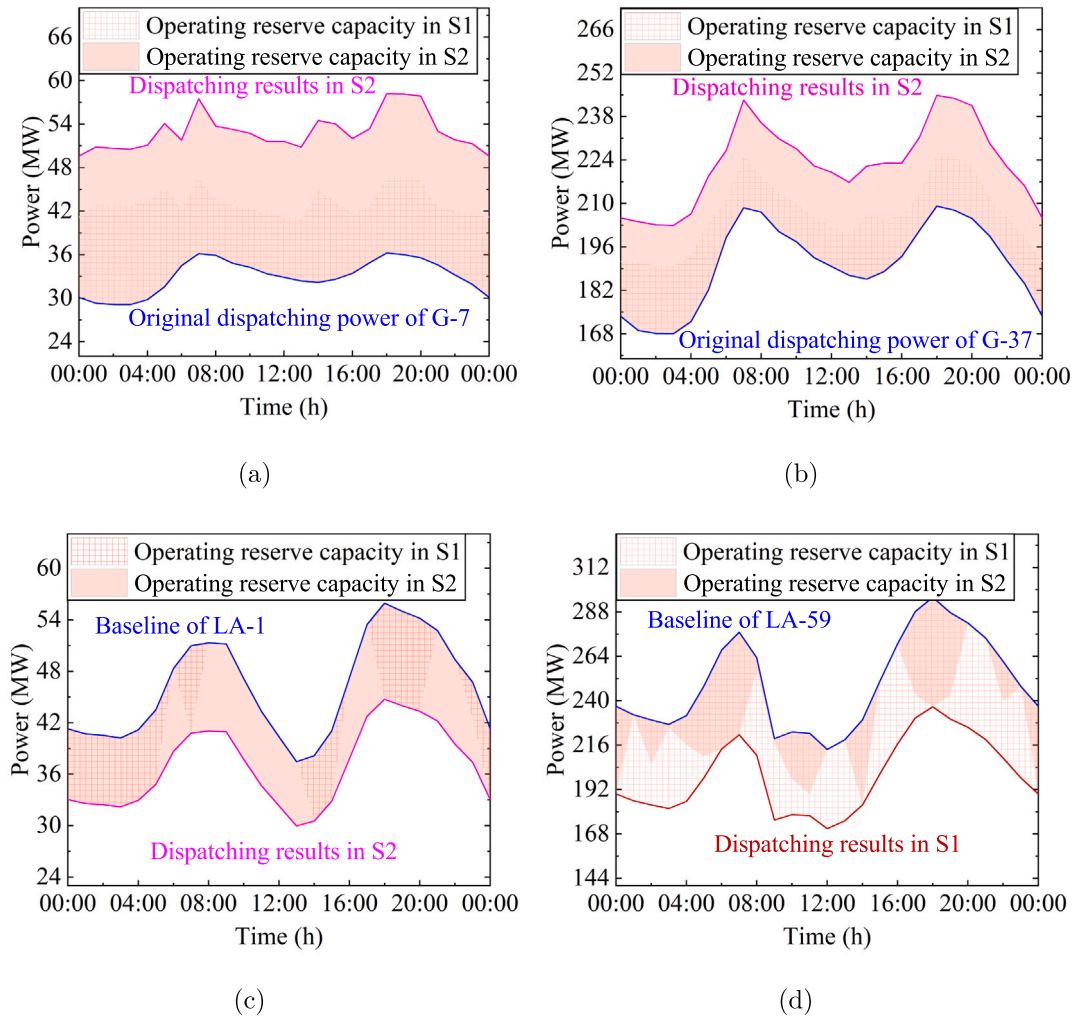 66
60
54
48
42
36
30
24
Power (MW)
Operating reserve capacity in S1
Operating reserve capacity in S2
Dispatching results in S2
Original dispatching power of G-7
00:00 04:00 08:00 12:00 16:00 20:00 00:00
Time (h)
(a)
266
252
238
224
210
196
182
168
Power (MW)
Operating reserve capacity in S1
Operating reserve capacity in S2
Dispatching results in S2
Original dispatching power of G-37
00:00 04:00 08:00 12:00 16:00 20:00 00:00
Time (h)
(b)
60
54
48
42
36
30
24
Power (MW)
Operating reserve capacity in S1
Operating reserve capacity in S2
Baseline of LA-1
Dispatching results in S2
00:00 04:00 08:00 12:00 16:00 20:00 00:00
Time (h)
(c)
312
288
264
240
216
192
168
144
Power (MW)
Operating reserve capacity in S1
Operating reserve capacity in S2
Baseline of LA-59
Dispatching results in S1
00:00 04:00 08:00 12:00 16:00 20:00 00:00
Time (h)
(d)